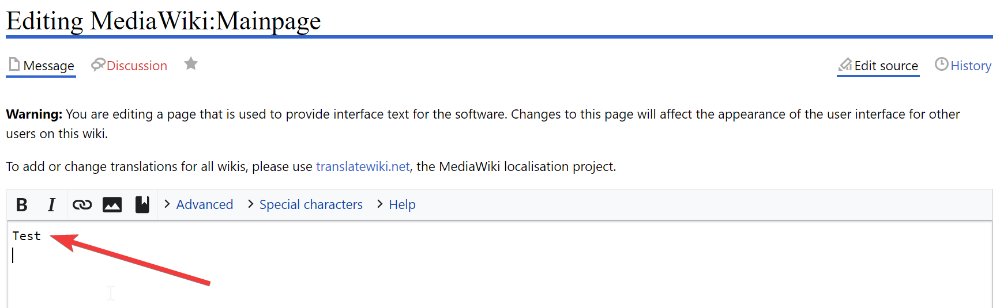 Editing MediaWiki:Mainpage
Message Discussion Edit source History
Warning: You are editing a page that is used to provide interface text for the software. Changes to this page will affect the appearance of the user interface for other
users on this wiki.
To add or change translations for all wikis, please use translatewiki.net, the MediaWiki localisation project.
B I Advanced Special characters Help
Test